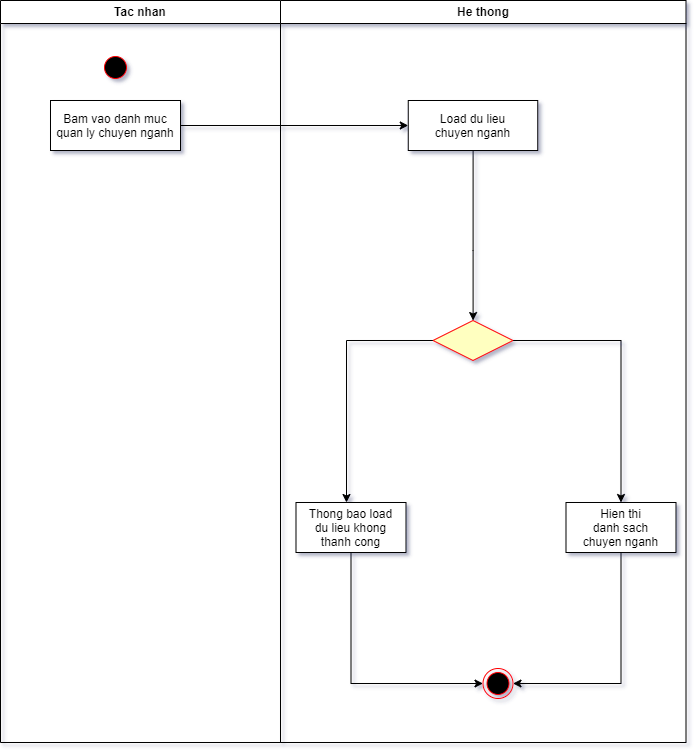 Tac nhan
He thong
Bam vao danh muc
quan ly chuyen nganh
Load du lieu
chuyen nganh
Thong bao load
du lieu khong
thanh cong
Hien thi
danh sach
chuyen nganh